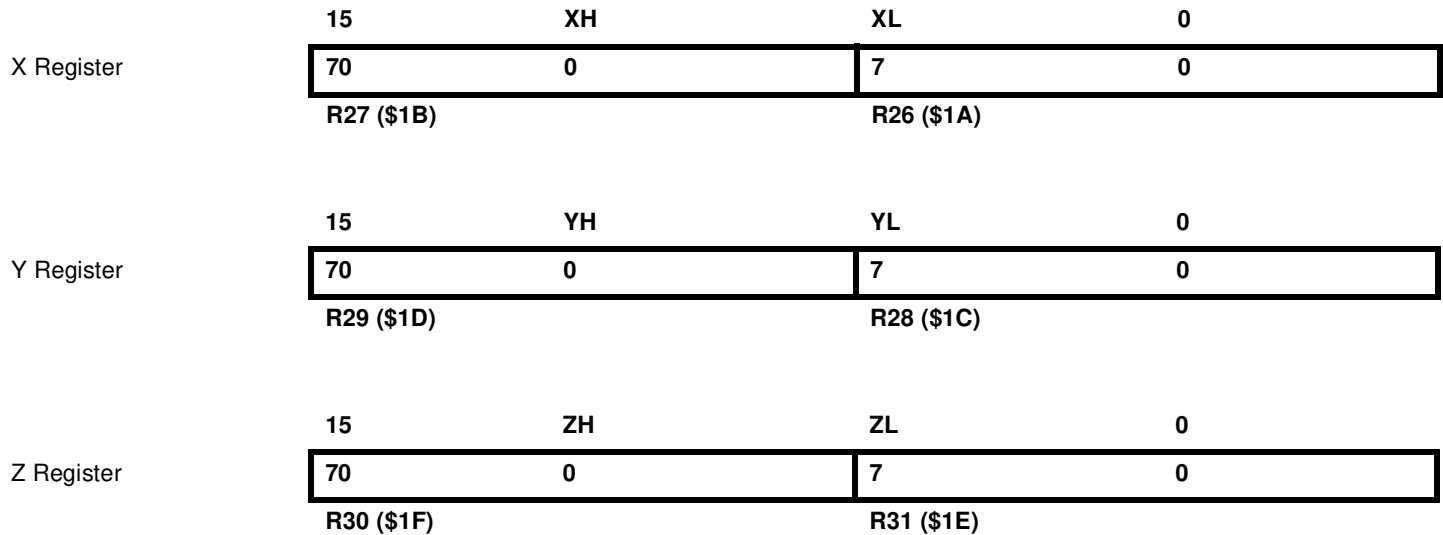 15 XH XL 0
X Register 70 0 7 0
R27 ($1B) R26 ($1A)
15 YH YL 0
Y Register 70 0 7 0
R29 ($1D) R28 ($1C)
15 ZH ZL 0
Z Register 70 0 7 0
R30 ($1F) R31 ($1E)